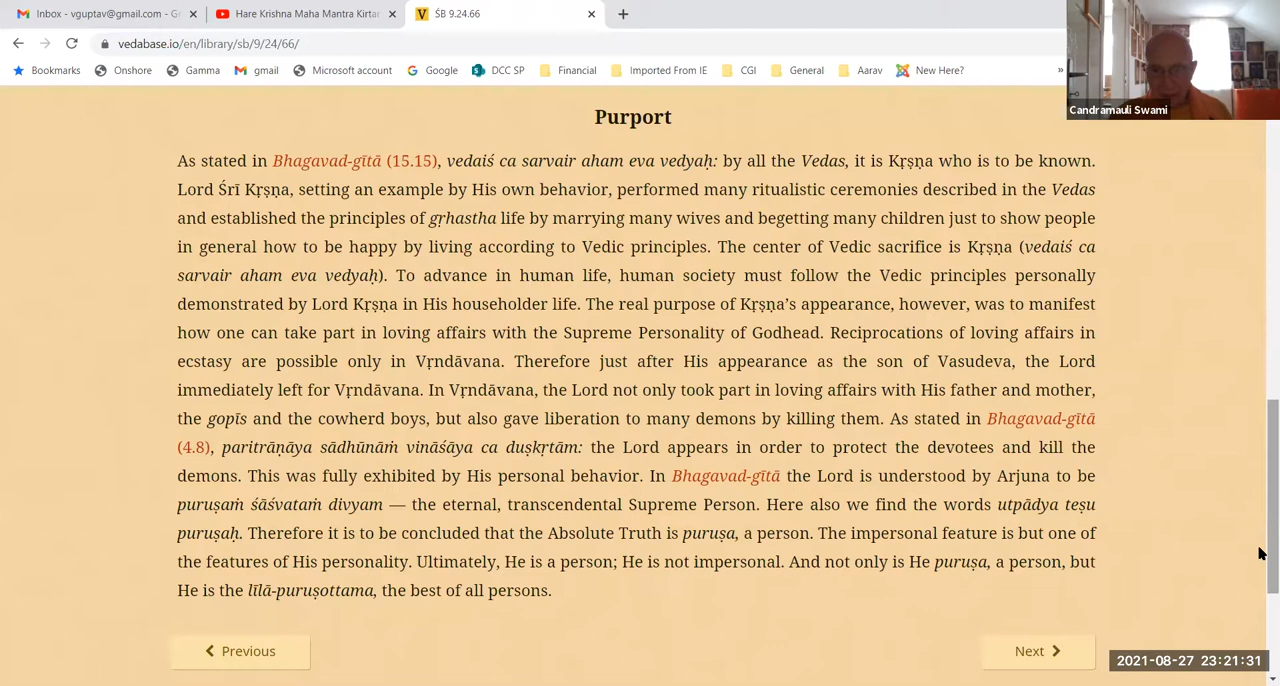 Inbox - vguptav@gmail.com - G
Hare Krishna Maha Mantra Kirtar
ŚB 9.24.66
vedabase.io/en/library/sb/9/24/66/
Bookmarks Onshore Gamma gmail Microsoft account Google DCC SP Financial Imported From IE CGI General Aarav New Here? »
Candramauli Swami
Purport
As stated in Bhagavad-gītā (15.15), vedaiś ca sarvair aham eva vedyaḥ: by all the Vedas, it is Kṛṣṇa who is to be known.
Lord Śrī Kṛṣṇa, setting an example by His own behavior, performed many ritualistic ceremonies described in the Vedas
and established the principles of gṛhastha life by marrying many wives and begetting many children just to show people
in general how to be happy by living according to Vedic principles. The center of Vedic sacrifice is Kṛṣṇa (vedaiś ca
sarvair aham eva vedyaḥ). To advance in human life, human society must follow the Vedic principles personally
demonstrated by Lord Kṛṣṇa in His householder life. The real purpose of Kṛṣṇa’s appearance, however, was to manifest
how one can take part in loving affairs with the Supreme Personality of Godhead. Reciprocations of loving affairs in
ecstasy are possible only in Vṛndāvana. Therefore just after His appearance as the son of Vasudeva, the Lord
immediately left for Vṛndāvana. In Vṛndāvana, the Lord not only took part in loving affairs with His father and mother,
the gopīs and the cowherd boys, but also gave liberation to many demons by killing them. As stated in Bhagavad-gītā
(4.8), paritrāṇāya sādhūnāṁ vināśāya ca duṣkṛtām: the Lord appears in order to protect the devotees and kill the
demons. This was fully exhibited by His personal behavior. In Bhagavad-gītā the Lord is understood by Arjuna to be
puruṣaṁ śāśvataṁ divyam — the eternal, transcendental Supreme Person. Here also we find the words utpādya teṣu
puruṣaḥ. Therefore it is to be concluded that the Absolute Truth is puruṣa, a person. The impersonal feature is but one of
the features of His personality. Ultimately, He is a person; He is not impersonal. And not only is He puruṣa, a person, but
He is the līlā-puruṣottama, the best of all persons.
Previous
Next
2021-08-27 23:21:31